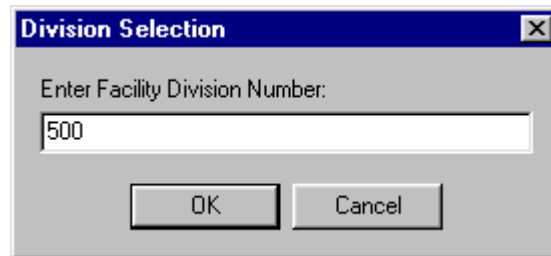 Division Selection
Enter Facility Division Number:
500
OK
Cancel